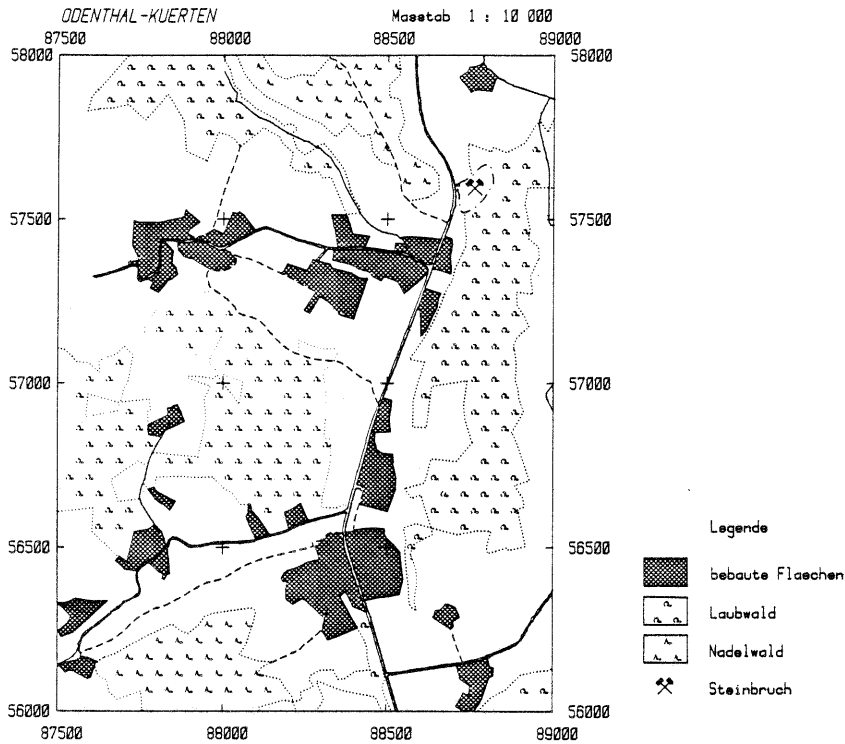 ODENTHAL-KUERTEN Masstab 1 : 10 000
87500 88000 88500 89000
58000 58000
57500 57500
57000 57000
56500 56500
56000 56000
87500 88000 88500 89000
Legende
bebaute Flaechen
Laubwald
Nadelwald
Steinbruch